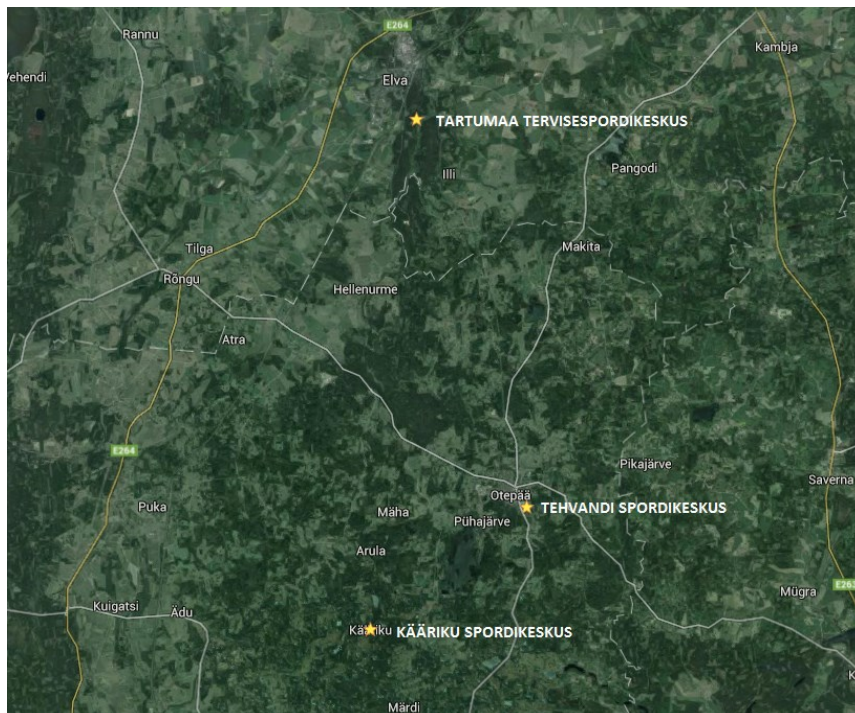 E264
Rannu
Kambja
Vehendi
Elva
TARTUMAA TERVISESPORDIKESKUS
Illi
Pangodi
Tilga
Makita
Rõngu
Hellenurme
Atra
E264
Pikajärve
Saverna
Otepää
Puka
Mäha
Pühajärve
TEHVANDI SPORDIKESKUS
Arula
E263
Mügra
Kuigatsi
Ädu
Kääriku
KÄÄRIKU SPORDIKESKUS
K
Märdi